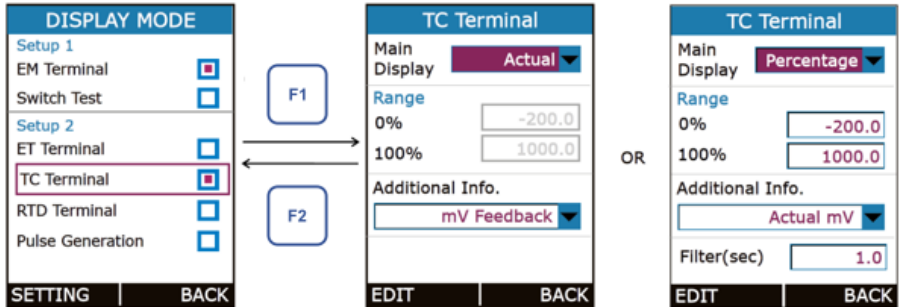 DISPLAY MODE
Setup 1
EM Terminal
Switch Test
Setup 2
ET Terminal
TC Terminal
RTD Terminal
Pulse Generation
SETTING BACK
F1
F2
TC Terminal
Main
Display
Actual
Range
0% -200.0
100% 1000.0
Additional Info.
mV Feedback
EDIT BACK
OR
TC Terminal
Main
Display
Percentage
Range
0% -200.0
100% 1000.0
Additional Info.
Actual mV
Filter(sec) 1.0
EDIT BACK